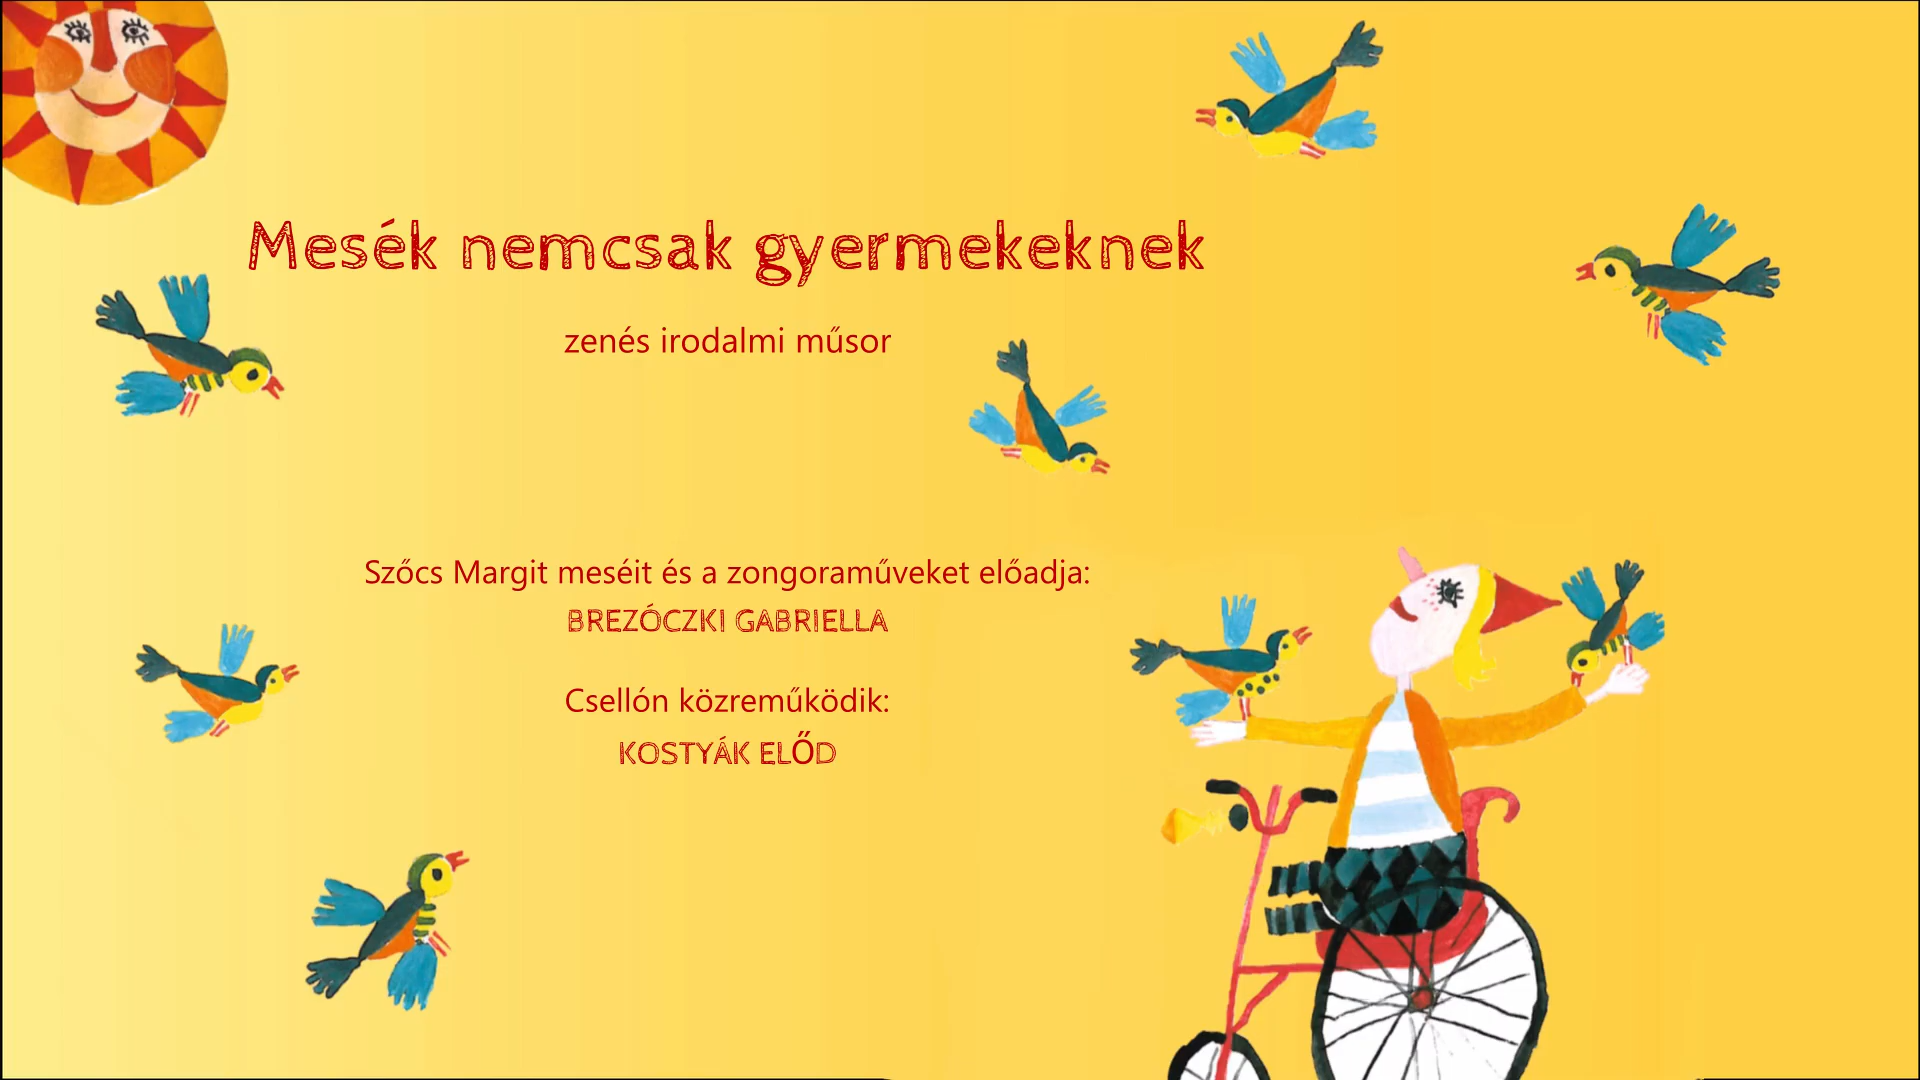 Mesék nemcsak gyermekeknek
zenés irodalmi műsor
Szőcs Margit meséit és a zongoraműveket előadja:
BREZÓCZKI GABRIELLA
Csellón közreműködik:
KOSTYÁK ELŐD